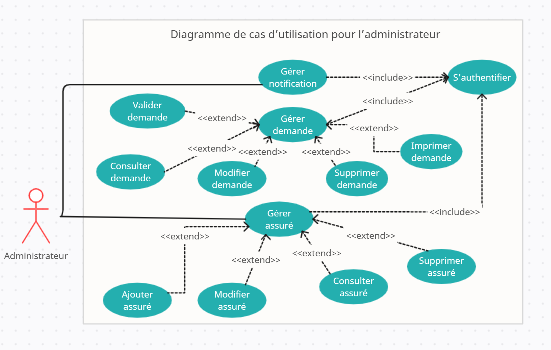 Diagramme de cas d'utilisation pour l'administrateur
Gérer
notification
<<include>>
S'authentifier
<<include>>
Valider
demande
<<extend>>
Gérer
demande
<<extend>>
<<extend>>
<<extend>>
<<extend>>
Imprimer
demande
Consulter
demande
Modifier
demande
Supprimer
demande
Administrateur
Gérer
assuré
<<include>>
<<extend>>
<<extend>>
<<extend>>
<<extend>>
Supprimer
assuré
Ajouter
assuré
Modifier
assuré
Consulter
assuré